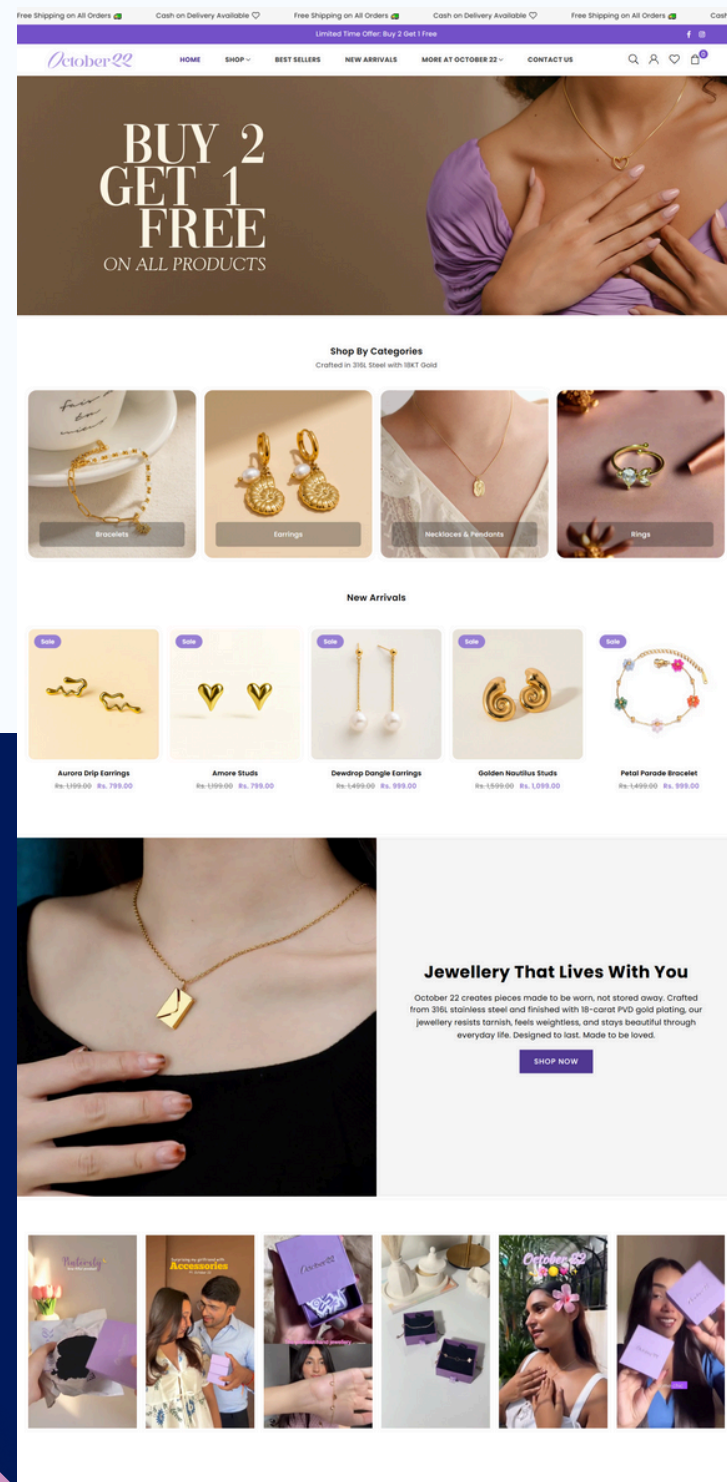 Free Shipping on All Orders 🚚 Cash on Delivery Available ♡ Free Shipping on All Orders 🚚 Cash on Delivery Available ♡ Free Shipping on All Orders 🚚 Cash
Limited Time Offer: Buy 2 Get 1 Free
October 22 HOME SHOP BEST SELLERS NEW ARRIVALS MORE AT OCTOBER 22 CONTACT US 0
BUY 2
GET 1
FREE
ON ALL PRODUCTS
Shop By Categories
Crafted in 316L Steel with 18KT Gold
Bracelets Earrings Necklaces & Pendants Rings
New Arrivals
Sale Sale Sale Sale Sale
Aurora Drip Earrings Amore Studs Dewdrop Dangle Earrings Golden Nautilus Studs Petal Parade Bracelet
Rs. 1,199.00 Rs. 799.00 Rs. 1,199.00 Rs. 799.00 Rs. 1,499.00 Rs. 999.00 Rs. 1,599.00 Rs. 1,099.00 Rs. 1,499.00 Rs. 999.00
Jewellery That Lives With You
October 22 creates pieces made to be worn, not stored away. Crafted
from 316L stainless steel and finished with 18-carat PVD gold plating, our
jewellery resists tarnish, feels weightless, and stays beautiful through
everyday life. Designed to last. Made to be loved.
SHOP NOW
Surprising my girlfriend with
Accessories
October 22
October 22